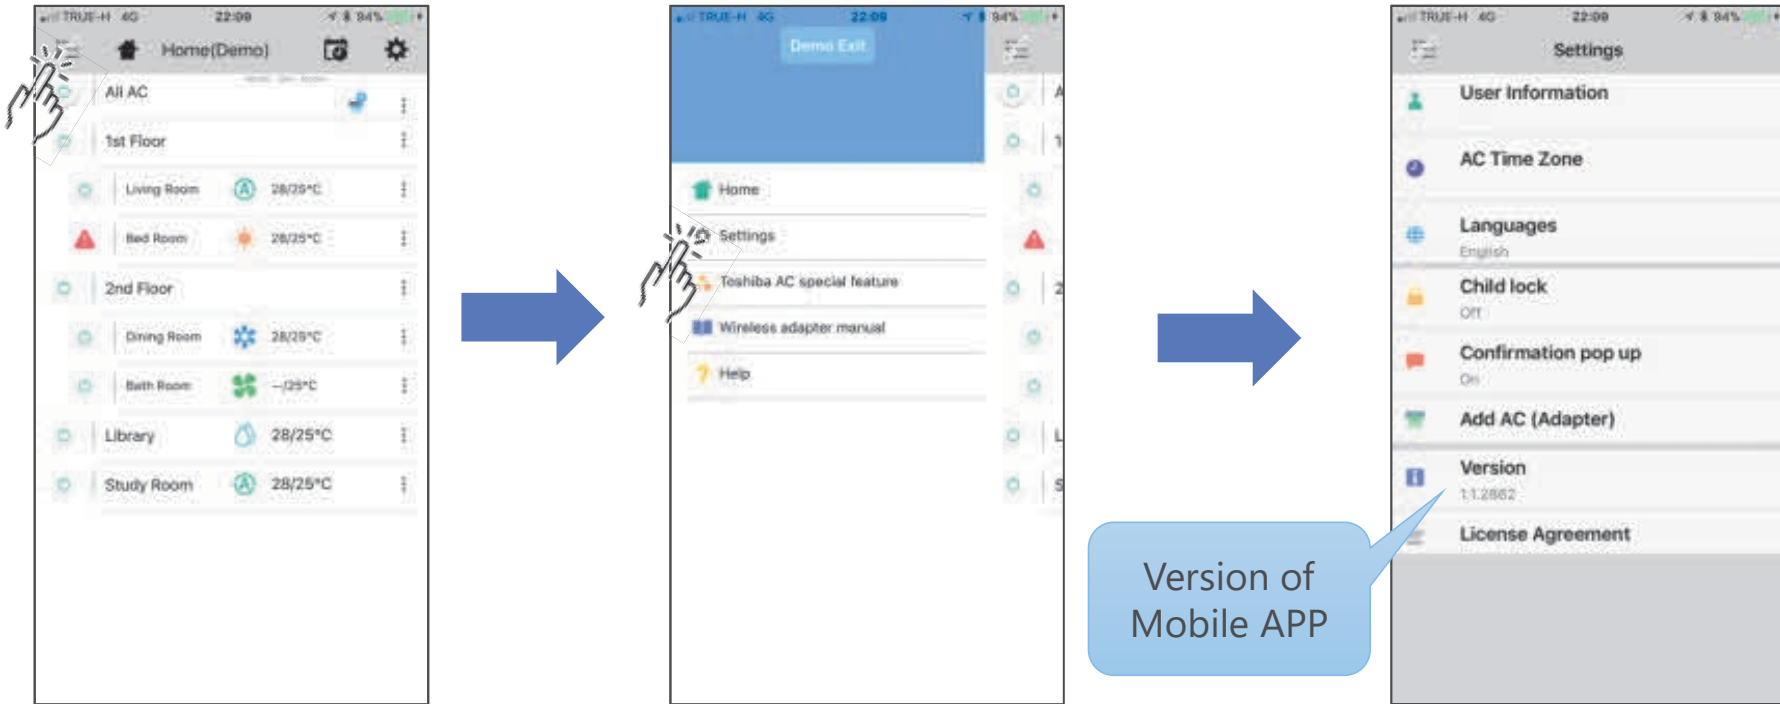 TRUE-H 4G 22:09 94%
Home(Demo)
All AC
1st Floor
Living Room 28/25°C
Bed Room 28/25°C
2nd Floor
Dining Room 28/25°C
Bath Room --/25°C
Library 28/25°C
Study Room 28/25°C
TRUE-H 4G 22:09 94%
Demo Exit
Home
Settings
Toshiba AC special feature
Wireless adapter manual
Help
A
1
2
L
S
TRUE-H 4G 22:09 94%
Settings
User Information
AC Time Zone
Languages
English
Child lock
Off
Confirmation pop up
On
Add AC (Adapter)
Version
1.1.2862
License Agreement
Version of
Mobile APP